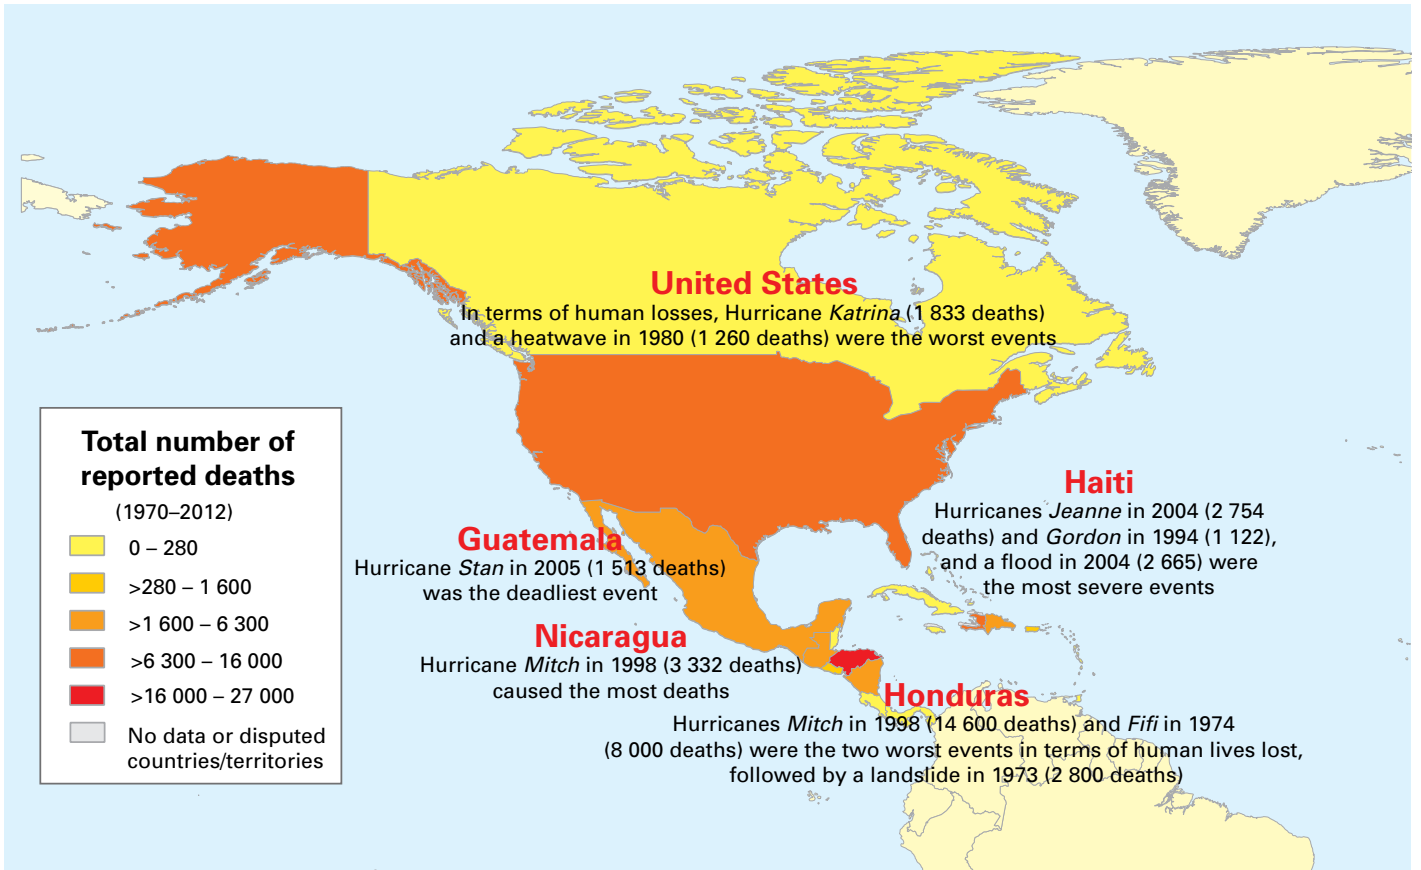 United States
In terms of human losses, Hurricane Katrina (1 833 deaths)
and a heatwave in 1980 (1 260 deaths) were the worst events
Total number of
reported deaths
(1970–2012)
0 – 280
>280 – 1 600
>1 600 – 6 300
>6 300 – 16 000
>16 000 – 27 000
No data or disputed
countries/territories
Haiti
Hurricanes Jeanne in 2004 (2 754
deaths) and Gordon in 1994 (1 122),
and a flood in 2004 (2 665) were
the most severe events
Guatemala
Hurricane Stan in 2005 (1 513 deaths)
was the deadliest event
Nicaragua
Hurricane Mitch in 1998 (3 332 deaths)
caused the most deaths
Honduras
Hurricanes Mitch in 1998 (14 600 deaths) and Fifi in 1974
(8 000 deaths) were the two worst events in terms of human lives lost,
followed by a landslide in 1973 (2 800 deaths)